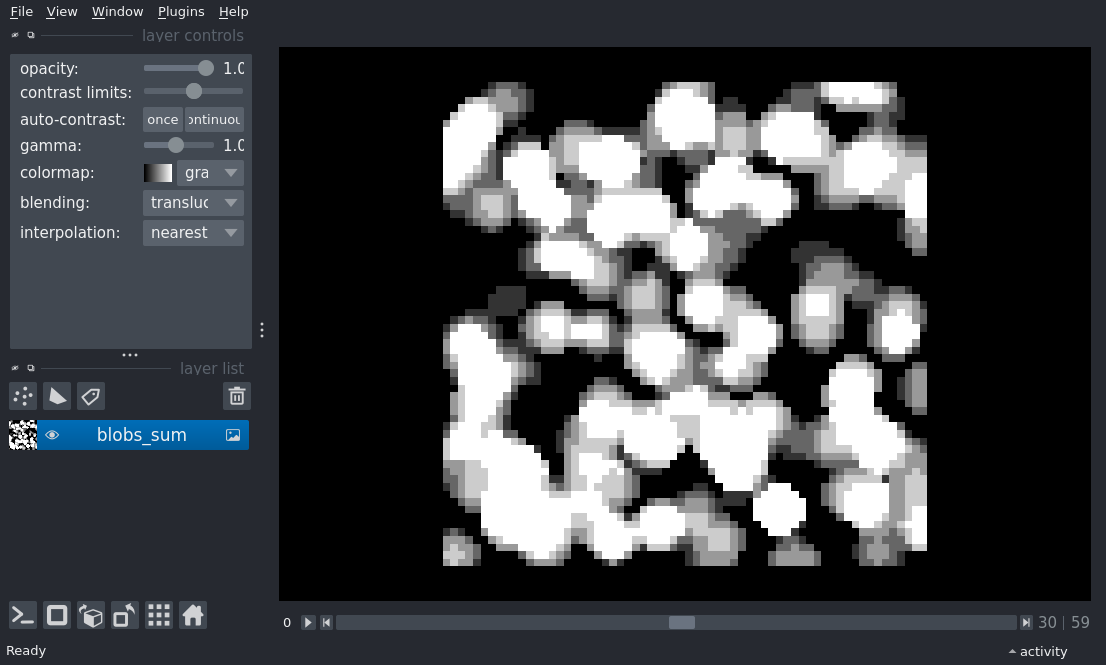 File View Window Plugins Help
layer controls
opacity: 1.0
contrast limits:
auto-contrast: once ontinuou
gamma: 1.0
colormap: gra
blending: transluc
interpolation: nearest
layer list
blobs_sum
0 30 | 59
Ready activity